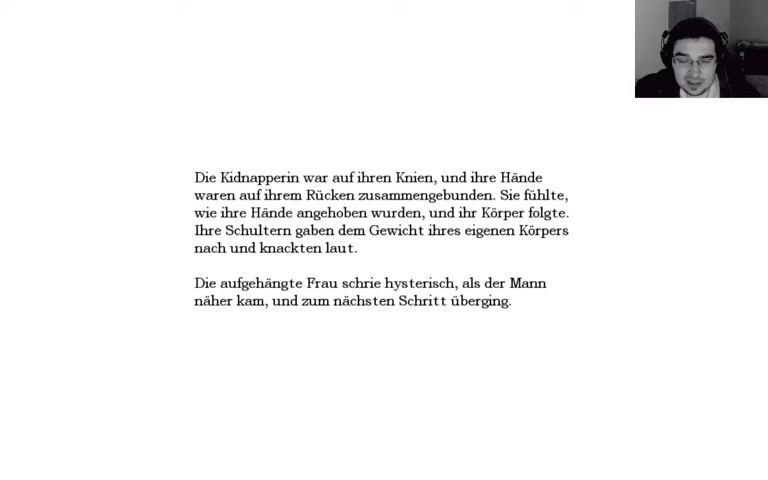 Die Kidnapperin war auf ihren Knien, und ihre Hände
waren auf ihrem Rücken zusammengebunden. Sie fühlte,
wie ihre Hände angehoben wurden, und ihr Körper folgte.
Ihre Schultern gaben dem Gewicht ihres eigenen Körpers
nach und knackten laut.
Die aufgehängte Frau schrie hysterisch, als der Mann
näher kam, und zum nächsten Schritt überging.